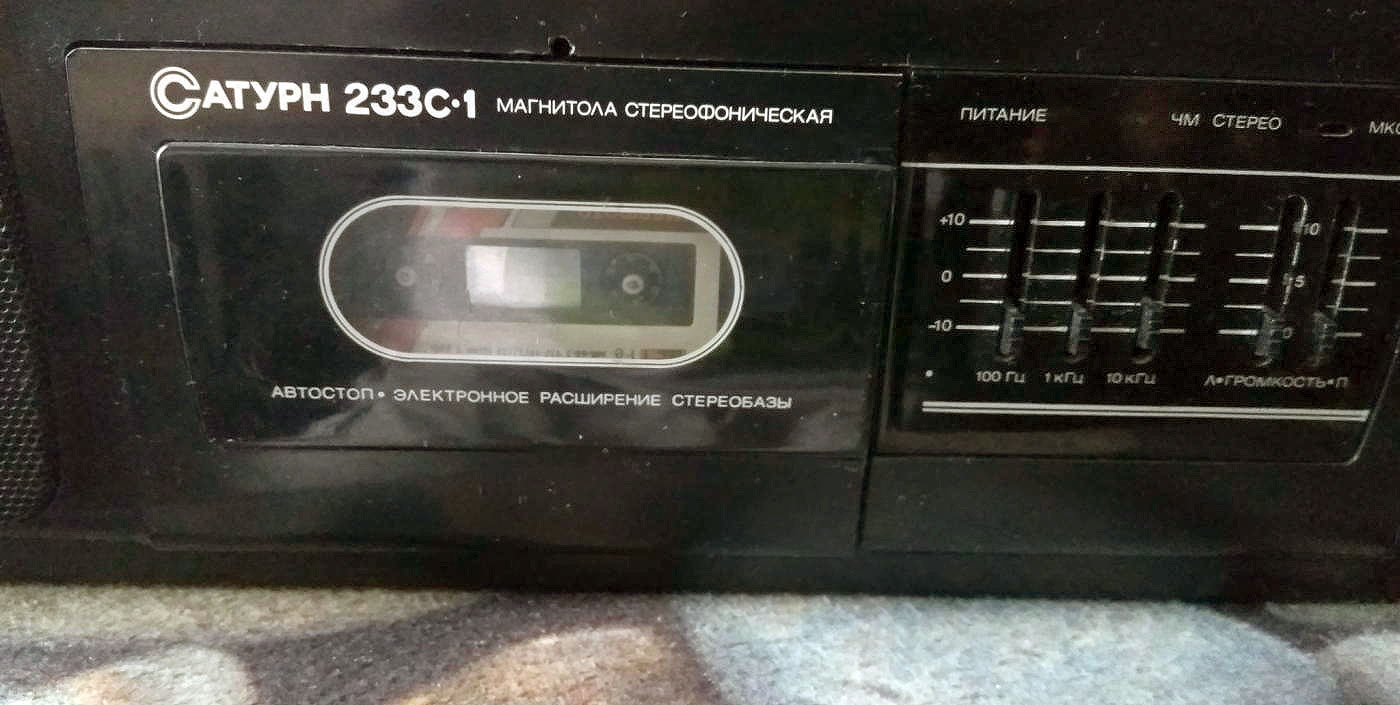 САТУРН 233С·1 МАГНИТОЛА СТЕРЕОФОНИЧЕСКАЯ
АВТОСТОП • ЭЛЕКТРОННОЕ РАСШИРЕНИЕ СТЕРЕОБАЗЫ
ПИТАНИЕ ЧМ СТЕРЕО
+10 10
0 5
-10 0
100 Гц 1 кГц 10 кГц Л•ГРОМКОСТЬ•П